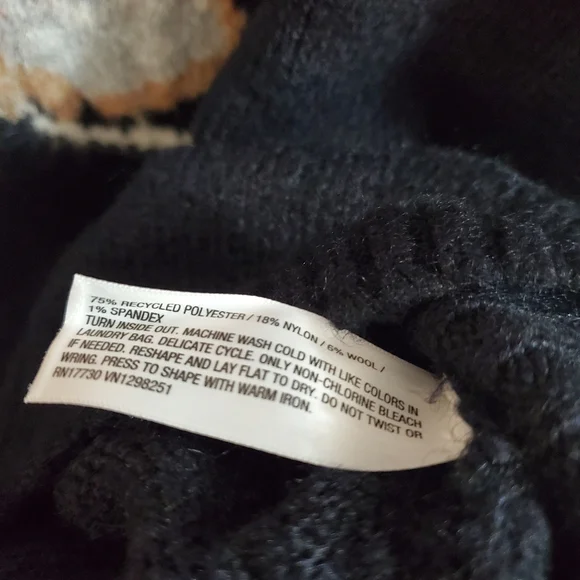 75% RECYCLED POLYESTER / 18% NYLON / 6% WOOL /
1% SPANDEX
TURN INSIDE OUT. MACHINE WASH COLD WITH LIKE COLORS IN
LAUNDRY BAG. DELICATE CYCLE. ONLY NON-CHLORINE BLEACH
IF NEEDED. RESHAPE AND LAY FLAT TO DRY. DO NOT TWIST OR
WRING. PRESS TO SHAPE WITH WARM IRON.
RN17730 VN1298251